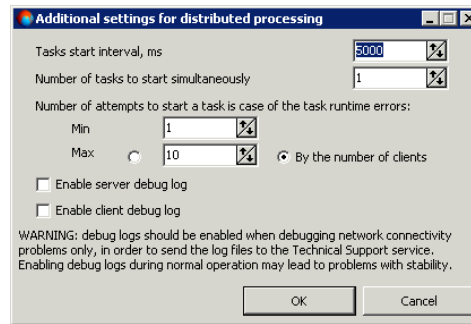 Additional settings for distributed processing
Tasks start interval, ms 5000
Number of tasks to start simultaneously 1
Number of attempts to start a task is case of the task runtime errors:
Min 1
Max 10 By the number of clients
Enable server debug log
Enable client debug log
WARNING: debug logs should be enabled when debugging network connectivity
problems only, in order to send the log files to the Technical Support service.
Enabling debug logs during normal operation may lead to problems with stability.
OK Cancel